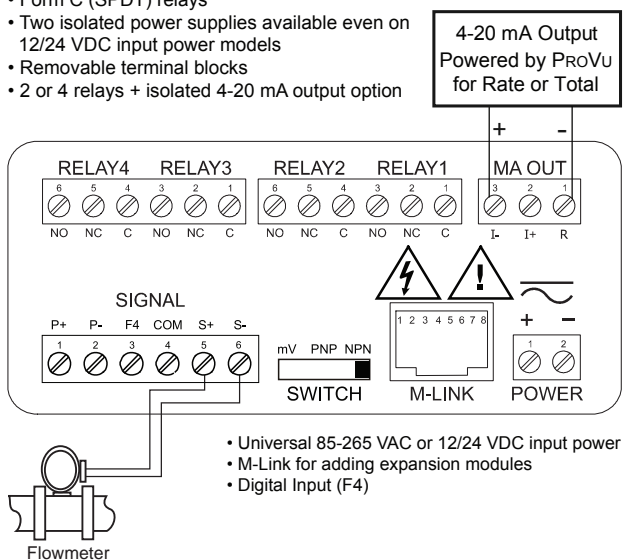 • Form C (SPDT) relays
• Two isolated power supplies available even on
12/24 VDC input power models
• Removable terminal blocks
• 2 or 4 relays + isolated 4-20 mA output option
4-20 mA Output
Powered by PROVU
for Rate or Total
+ -
RELAY4 RELAY3 RELAY2 RELAY1 MA OUT
6 5 4 3 2 1 6 5 4 3 2 1 3 2 1
NO NC C NO NC C NO NC C NO NC C I- I+ R
SIGNAL
P+ P- F4 COM S+ S-
1 2 3 4 5 6
mV PNP NPN
SWITCH
1 2 3 4 5 6 7 8
M-LINK
+ -
1 2
POWER
• Universal 85-265 VAC or 12/24 VDC input power
• M-Link for adding expansion modules
• Digital Input (F4)
Flowmeter